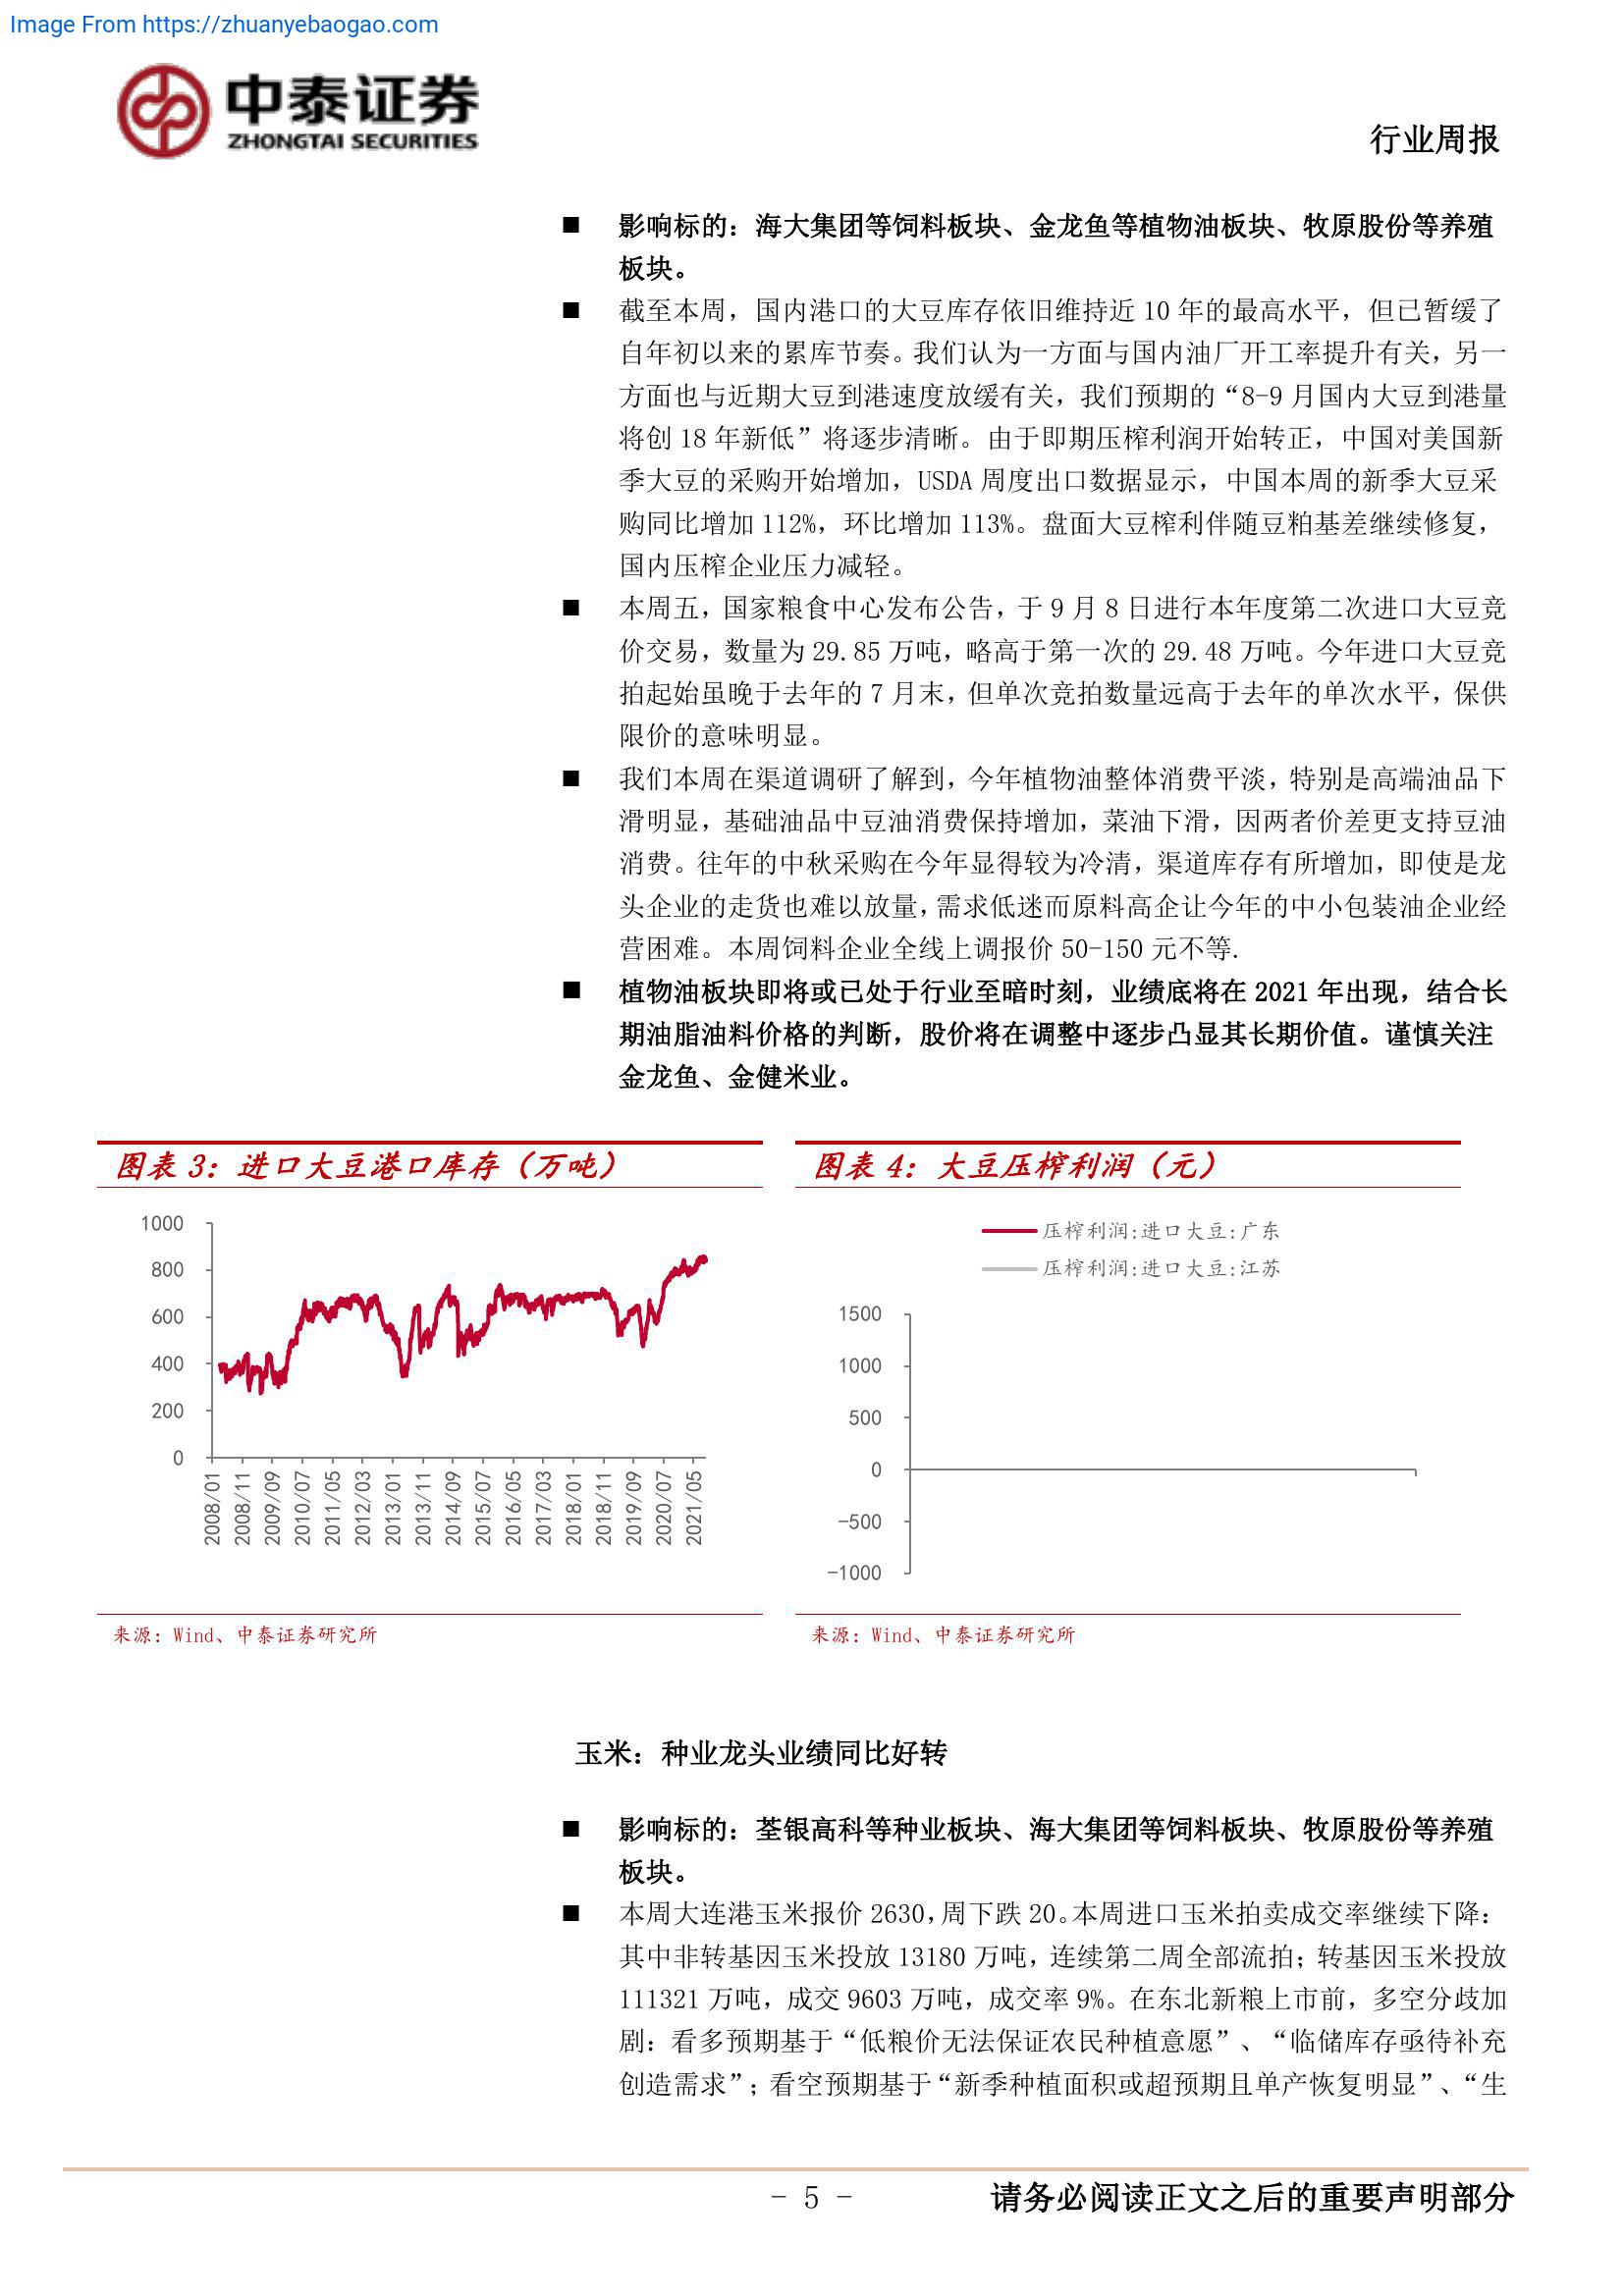 Image From https://zhuanyebaogao.com
中泰证券
ZHONGTAI SECURITIES
行业周报
■ 影响标的：海大集团等饲料板块、金龙鱼等植物油板块、牧原股份等养殖
板块。
■ 截至本周，国内港口的大豆库存依旧维持近 10 年的最高水平，但已暂缓了
自年初以来的累库节奏。我们认为一方面与国内油厂开工率提升有关，另一
方面也与近期大豆到港速度放缓有关，我们预期的“8-9 月国内大豆到港量
将创 18 年新低”将逐步清晰。由于即期压榨利润开始转正，中国对美国新
季大豆的采购开始增加，USDA 周度出口数据显示，中国本周的新季大豆采
购同比增加 112%，环比增加 113%。盘面大豆榨利伴随豆粕基差继续修复，
国内压榨企业压力减轻。
■ 本周五，国家粮食中心发布公告，于 9 月 8 日进行本年度第二次进口大豆竞
价交易，数量为 29.85 万吨，略高于第一次的 29.48 万吨。今年进口大豆竞
拍起始虽晚于去年的 7 月末，但单次竞拍数量远高于去年的单次水平，保供
限价的意味明显。
■ 我们本周在渠道调研了解到，今年植物油整体消费平淡，特别是高端油品下
滑明显，基础油品中豆油消费保持增加，菜油下滑，因两者价差更支持豆油
消费。往年的中秋采购在今年显得较为冷清，渠道库存有所增加，即使是龙
头企业的走货也难以放量，需求低迷而原料高企让今年的中小包装油企业经
营困难。本周饲料企业全线上调报价 50-150 元不等.
■ 植物油板块即将或已处于行业至暗时刻，业绩底将在 2021 年出现，结合长
期油脂油料价格的判断，股价将在调整中逐步凸显其长期价值。谨慎关注
金龙鱼、金健米业。
图表 3：进口大豆港口库存（万吨）
1000
800
600
400
200
0
2008/01
2008/11
2009/09
2010/07
2011/05
2012/03
2013/01
2013/11
2014/09
2015/07
2016/05
2017/03
2018/01
2018/11
2019/09
2020/07
2021/05
来源：Wind、中泰证券研究所
图表 4：大豆压榨利润（元）
压榨利润:进口大豆:广东
压榨利润:进口大豆:江苏
1500
1000
500
0
-500
-1000
来源：Wind、中泰证券研究所
玉米：种业龙头业绩同比好转
■ 影响标的：荃银高科等种业板块、海大集团等饲料板块、牧原股份等养殖
板块。
■ 本周大连港玉米报价 2630，周下跌 20。本周进口玉米拍卖成交率继续下降：
其中非转基因玉米投放 13180 万吨，连续第二周全部流拍；转基因玉米投放
111321 万吨，成交 9603 万吨，成交率 9%。在东北新粮上市前，多空分歧加
剧：看多预期基于“低粮价无法保证农民种植意愿”、“临储库存亟待补充
创造需求”；看空预期基于“新季种植面积或超预期且单产恢复明显”、“生
- 5 -
请务必阅读正文之后的重要声明部分